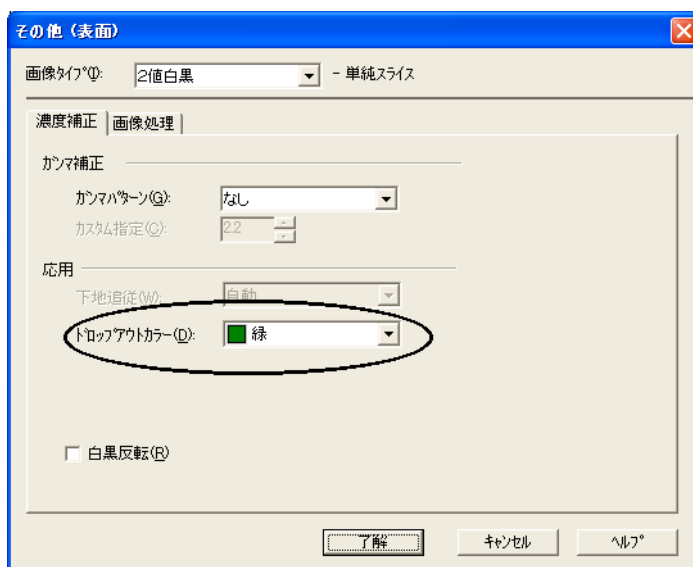 その他（表面）
画像ﾀｲﾌﾟ(I): 2値白黒 - 単純スライス
濃度補正 画像処理
ｶﾞﾝﾏ補正
ｶﾞﾝﾏﾊﾟﾀｰﾝ(G): なし
ｶｽﾀﾑ指定(C): 2.2
応用
下地追従(W): 自動
ﾄﾞﾛｯﾌﾟｱｳﾄｶﾗｰ(D): 緑
白黒反転(R)
了解 ｷｬﾝｾﾙ ﾍﾙﾌﾟ